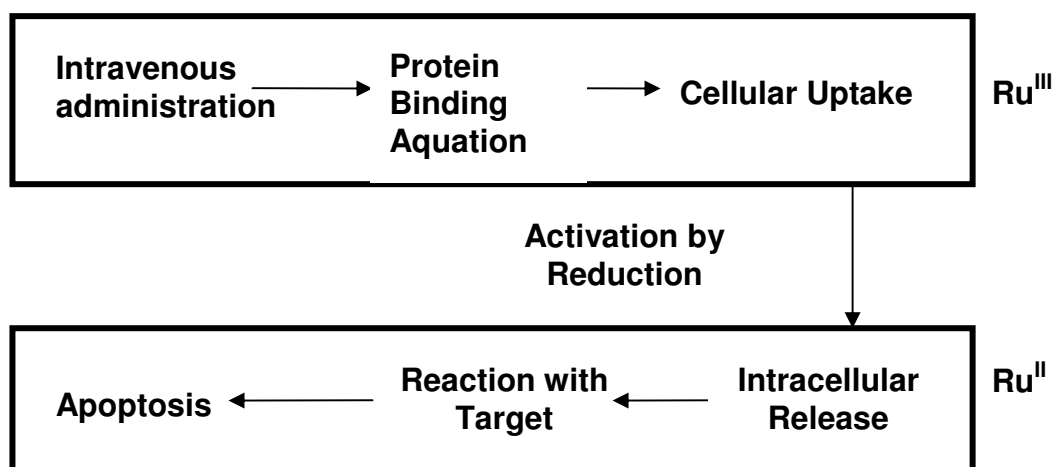 Intravenous
administration
Protein
Binding
Aquation
Cellular Uptake
Ru^III
Activation by
Reduction
Intracellular
Release
Reaction with
Target
Apoptosis
Ru^II